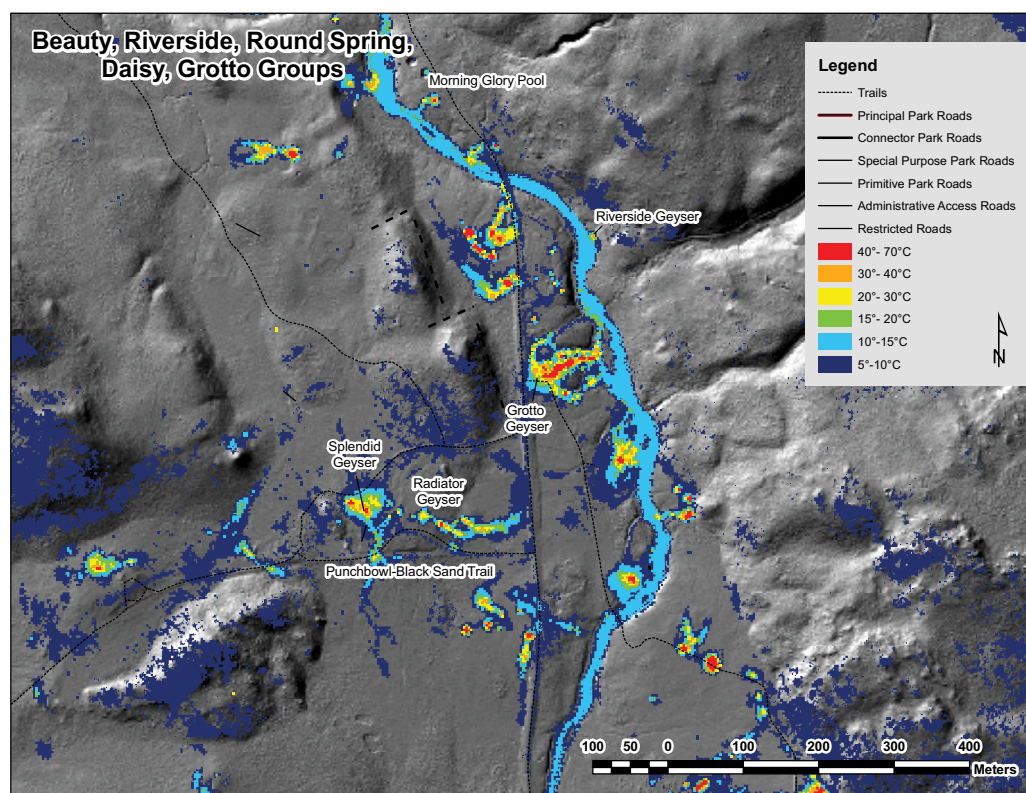 Beauty, Riverside, Round Spring,
Daisy, Grotto Groups
Morning Glory Pool
Riverside Geyser
Grotto
Geyser
Splendid
Geyser
Radiator
Geyser
Punchbowl-Black Sand Trail
Legend
Trails
Principal Park Roads
Connector Park Roads
Special Purpose Park Roads
Primitive Park Roads
Administrative Access Roads
Restricted Roads
40°- 70°C
30°- 40°C
20°- 30°C
15°- 20°C
10°-15°C
5°-10°C
N
100 50 0 100 200 300 400
Meters